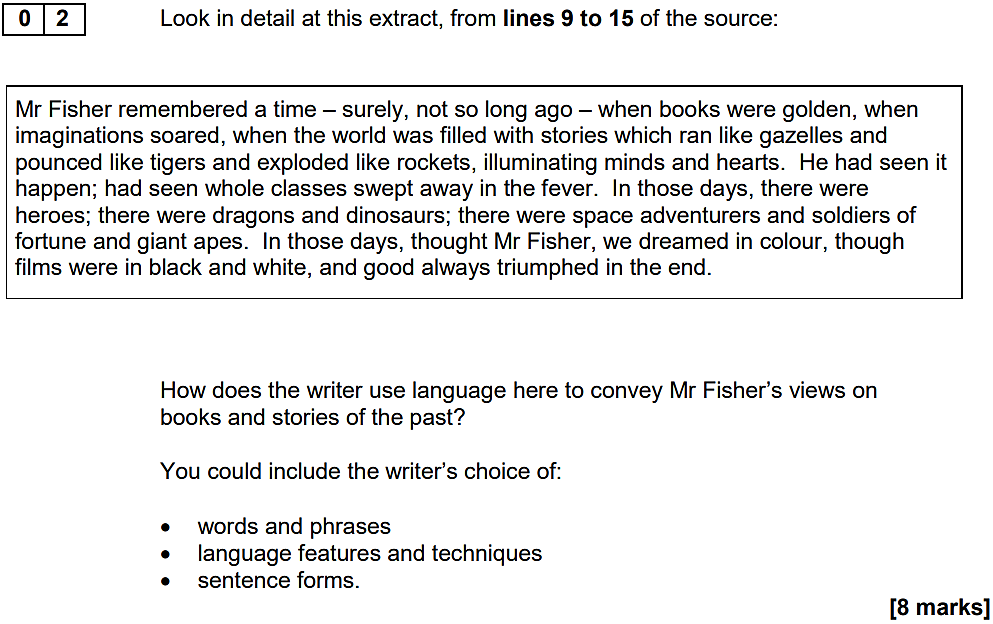 0 2 Look in detail at this extract, from lines 9 to 15 of the source:
Mr Fisher remembered a time – surely, not so long ago – when books were golden, when
imaginations soared, when the world was filled with stories which ran like gazelles and
pounced like tigers and exploded like rockets, illuminating minds and hearts.  He had seen it
happen; had seen whole classes swept away in the fever.  In those days, there were
heroes; there were dragons and dinosaurs; there were space adventurers and soldiers of
fortune and giant apes.  In those days, thought Mr Fisher, we dreamed in colour, though
films were in black and white, and good always triumphed in the end.
How does the writer use language here to convey Mr Fisher's views on
books and stories of the past?
You could include the writer's choice of:
• words and phrases
• language features and techniques
• sentence forms.
[8 marks]